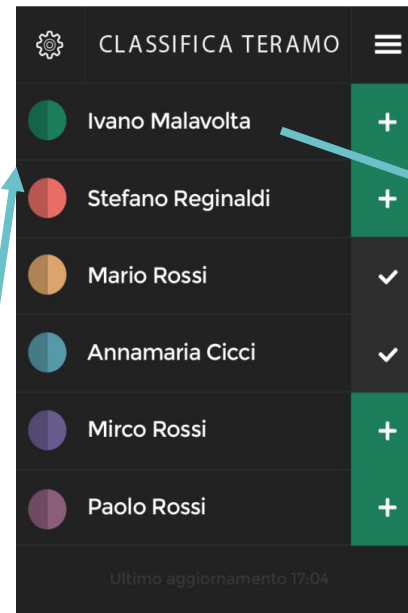 CLASSIFICA TERAMO
Ivano Malavolta
Stefano Reginaldi
Mario Rossi
Annamaria Cicci
Mirco Rossi
Paolo Rossi
Ultimo aggiornamento 17:04